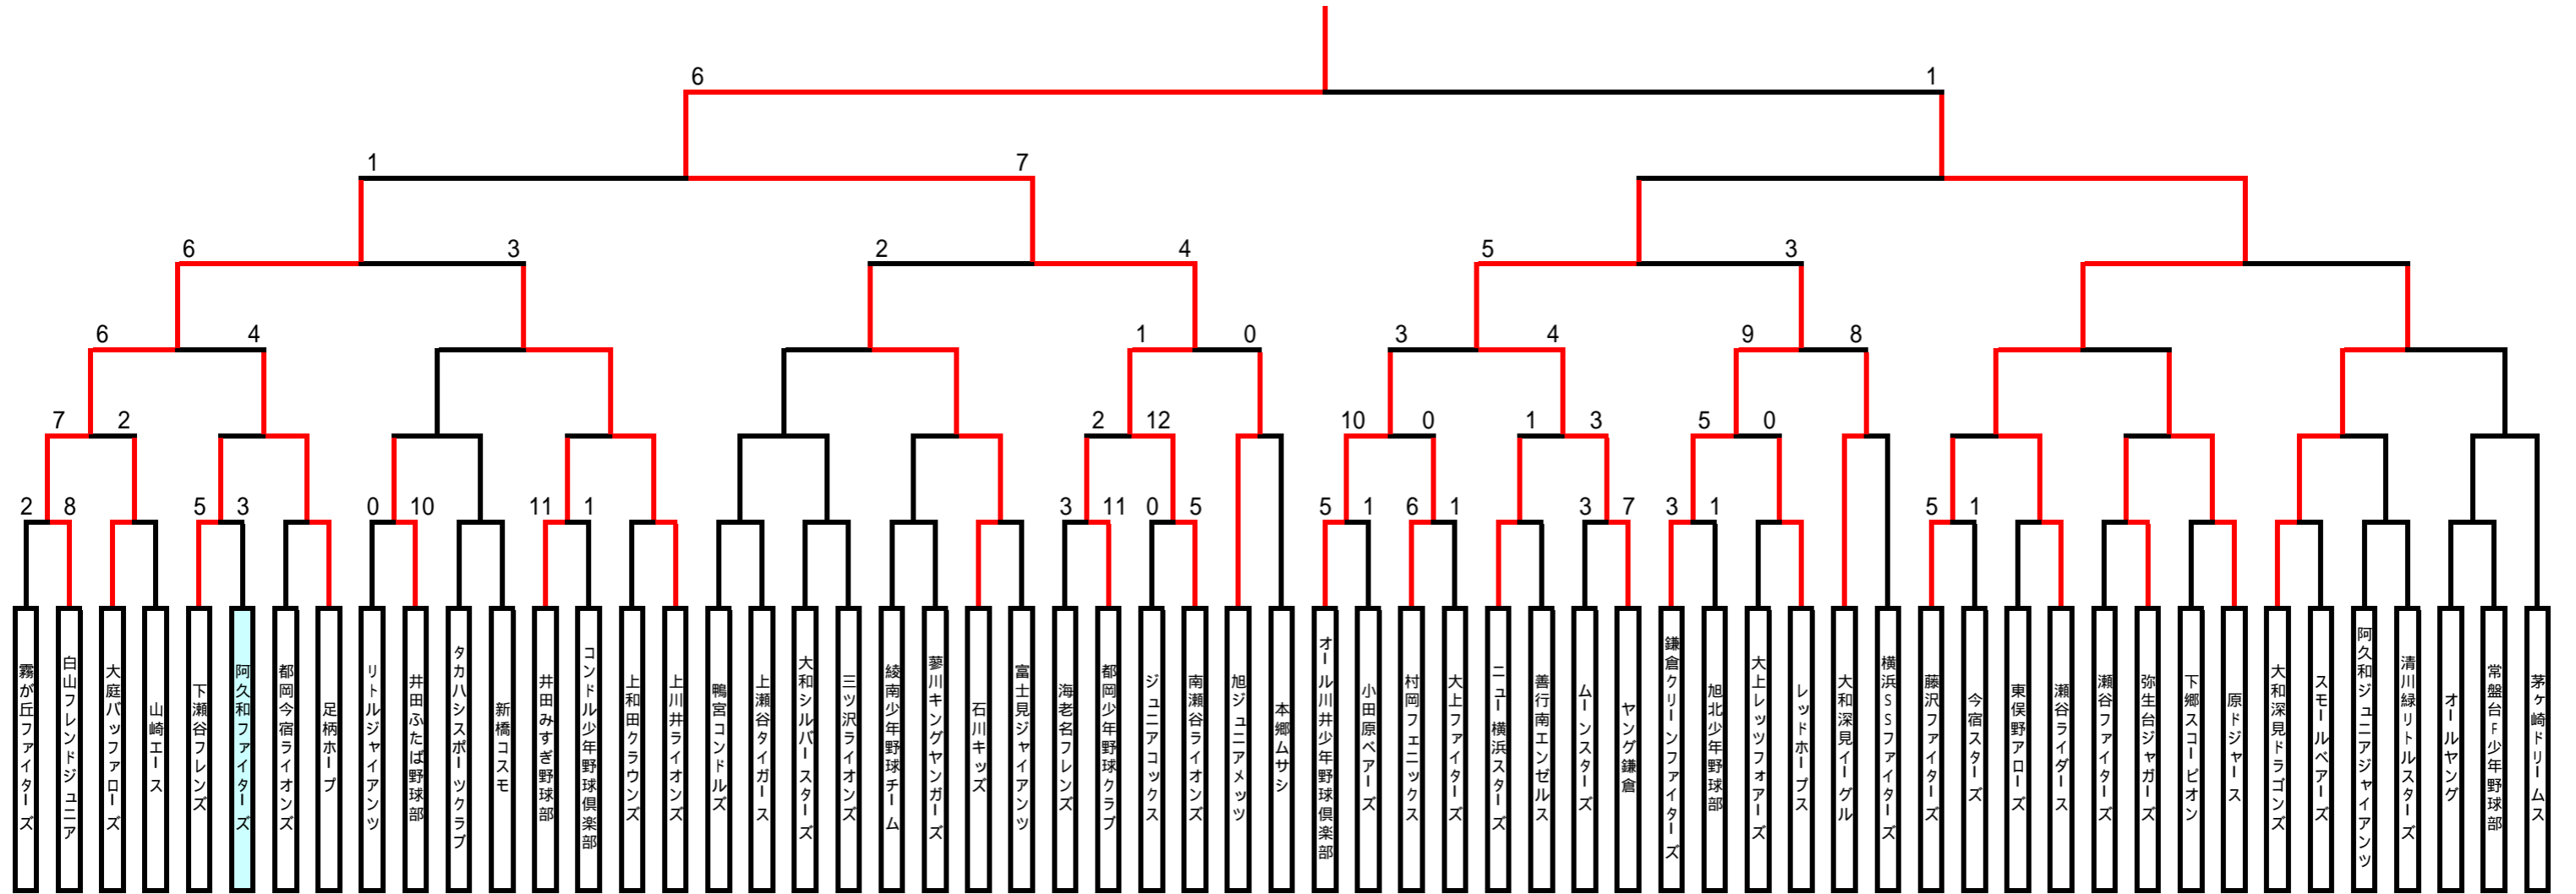 6 1
1 7
6 3 2 4 5 3
6 4 1 0 3 4 9 8
7 2 2 12 10 0 1 3 5 0
2 8 5 3 0 10 11 1 3 11 0 5 5 1 6 1 3 7 3 1 5 1
霧が丘ファイターズ
白山フレンドジュニア
大庭バッファローズ
山崎エース
下瀬谷フレンズ
阿久和ファイターズ
都岡今宿ライオンズ
足柄ホープ
リトルジャイアンツ
井田ふたば野球部
タカハシスポーツクラブ
新橋コスモ
井田みすぎ野球部
コンドル少年野球倶楽部
上和田クラウンズ
上川井ライオンズ
鴨宮コンドルズ
上瀬谷タイガース
大和シルバースターズ
三ツ沢ライオンズ
綾南少年野球チーム
蓼川キングヤンガーズ
石川キッズ
富士見ジャイアンツ
海老名フレンズ
都岡少年野球クラブ
ジュニアコックス
南瀬谷ライオンズ
旭ジュニアメッツ
本郷ムサシ
オール川井少年野球倶楽部
小田原ベアーズ
村岡フェニックス
大上ファイターズ
ニュー横浜スターズ
善行南エンゼルス
ムーンスターズ
ヤング鎌倉
鎌倉クリーンファイターズ
旭北少年野球部
大上レッツフォアーズ
レッドホープス
大和深見イーグル
横浜SSファイターズ
藤沢ファイターズ
今宿スターズ
東俣野アローズ
瀬谷ライダース
瀬谷ファイターズ
弥生台ジャガーズ
下郷スコーピオン
原ドジャース
大和深見ドラゴンズ
スモールベアーズ
阿久和ジュニアジャイアンツ
清川緑リトルスターズ
オールヤング
常盤台F少年野球部
茅ヶ崎ドリームス